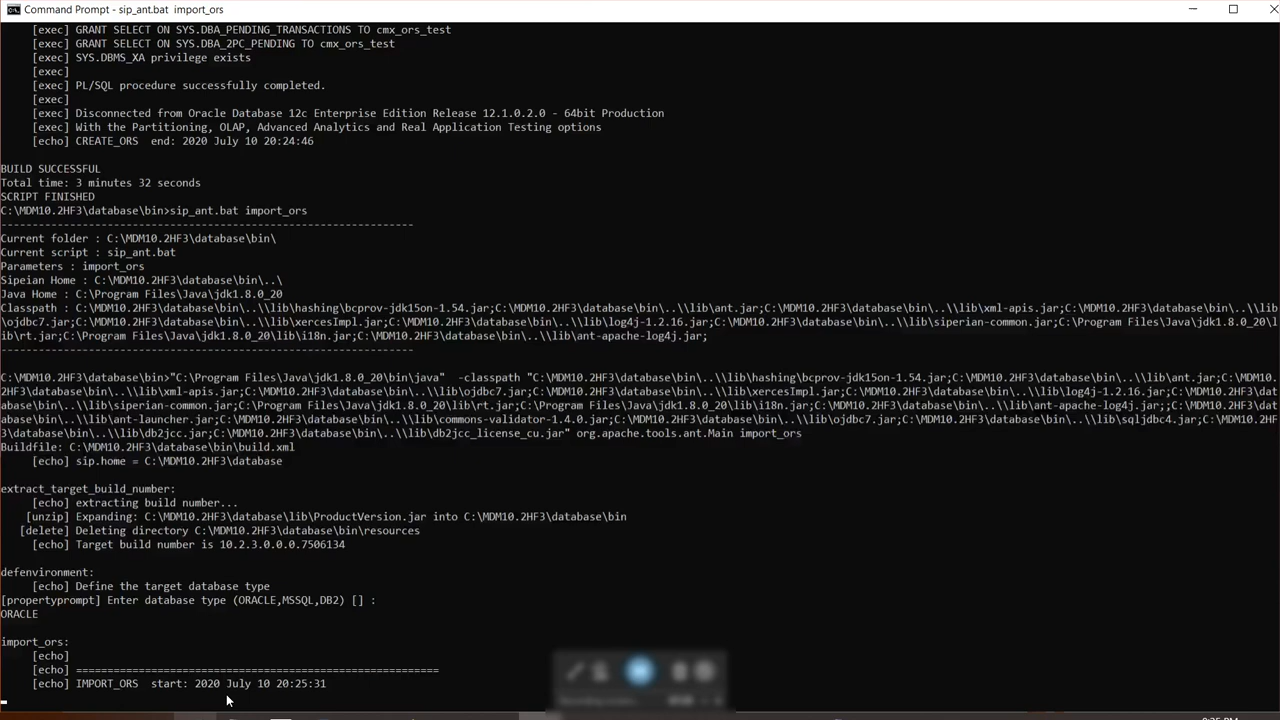 Command Prompt - sip_ant.bat  import_ors
[exec] GRANT SELECT ON SYS.DBA_PENDING_TRANSACTIONS TO cmx_ors_test
[exec] GRANT SELECT ON SYS.DBA_2PC_PENDING TO cmx_ors_test
[exec] SYS.DBMS_XA privilege exists
[exec]
[exec] PL/SQL procedure successfully completed.
[exec]
[exec] Disconnected from Oracle Database 12c Enterprise Edition Release 12.1.0.2.0 - 64bit Production
[exec] With the Partitioning, OLAP, Advanced Analytics and Real Application Testing options
[echo] CREATE_ORS  end: 2020 July 10 20:24:46
BUILD SUCCESSFUL
Total time: 3 minutes 32 seconds
SCRIPT FINISHED
C:\MDM10.2HF3\database\bin>sip_ant.bat import_ors
------------------------------------------------------------------
Current folder : C:\MDM10.2HF3\database\bin\
Current script : sip_ant.bat
Parameters : import_ors
Sipeian Home : C:\MDM10.2HF3\database\bin\..\
Java Home : C:\Program Files\Java\jdk1.8.0_20
Classpath : C:\MDM10.2HF3\database\bin\..\\lib\hashing\bcprov-jdk15on-1.54.jar;C:\MDM10.2HF3\database\bin\..\\lib\ant.jar;C:\MDM10.2HF3\database\bin\..\\lib\xml-apis.jar;C:\MDM10.2HF3\database\bin\..\\lib
\ojdbc7.jar;C:\MDM10.2HF3\database\bin\..\\lib\xercesImpl.jar;C:\MDM10.2HF3\database\bin\..\\lib\log4j-1.2.16.jar;C:\MDM10.2HF3\database\bin\..\\lib\siperian-common.jar;C:\Program Files\Java\jdk1.8.0_20\l
ib\rt.jar;C:\Program Files\Java\jdk1.8.0_20\lib\i18n.jar;C:\MDM10.2HF3\database\bin\..\\lib\ant-apache-log4j.jar;
------------------------------------------------------------------
C:\MDM10.2HF3\database\bin>"C:\Program Files\Java\jdk1.8.0_20\bin\java"  -classpath "C:\MDM10.2HF3\database\bin\..\\lib\hashing\bcprov-jdk15on-1.54.jar;C:\MDM10.2HF3\database\bin\..\\lib\ant.jar;C:\MDM10.
2HF3\database\bin\..\\lib\xml-apis.jar;C:\MDM10.2HF3\database\bin\..\\lib\ojdbc7.jar;C:\MDM10.2HF3\database\bin\..\\lib\xercesImpl.jar;C:\MDM10.2HF3\database\bin\..\\lib\log4j-1.2.16.jar;C:\MDM10.2HF3\dat
abase\bin\..\\lib\siperian-common.jar;C:\Program Files\Java\jdk1.8.0_20\lib\rt.jar;C:\Program Files\Java\jdk1.8.0_20\lib\i18n.jar;C:\MDM10.2HF3\database\bin\..\\lib\ant-apache-log4j.jar;C:\MDM10.2HF3\data
base\bin\..\\lib\ant-launcher.jar;C:\MDM10.2HF3\database\bin\..\\lib\commons-validator-1.4.0.jar;C:\MDM10.2HF3\database\bin\..\\lib\ojdbc7.jar;C:\MDM10.2HF3\database\bin\..\\lib\sqljdbc4.jar;C:\MDM10.2HF
3\database\bin\..\\lib\db2jcc.jar;C:\MDM10.2HF3\database\bin\..\\lib\db2jcc_license_cu.jar" org.apache.tools.ant.Main import_ors
Buildfile: C:\MDM10.2HF3\database\bin\build.xml
[echo] sip.home = C:\MDM10.2HF3\database
extract_target_build_number:
[echo] extracting build number...
[unzip] Expanding: C:\MDM10.2HF3\database\lib\ProductVersion.jar into C:\MDM10.2HF3\database\bin
[delete] Deleting directory C:\MDM10.2HF3\database\bin\resources
[echo] Target build number is 10.2.3.0.0.0.7506134
defenvironment:
[echo] Define the target database type
[propertyprompt] Enter database type (ORACLE,MSSQL,DB2) [] :
ORACLE
import_ors:
[echo]
[echo] ==========================================================
[echo] IMPORT_ORS  start: 2020 July 10 20:25:31